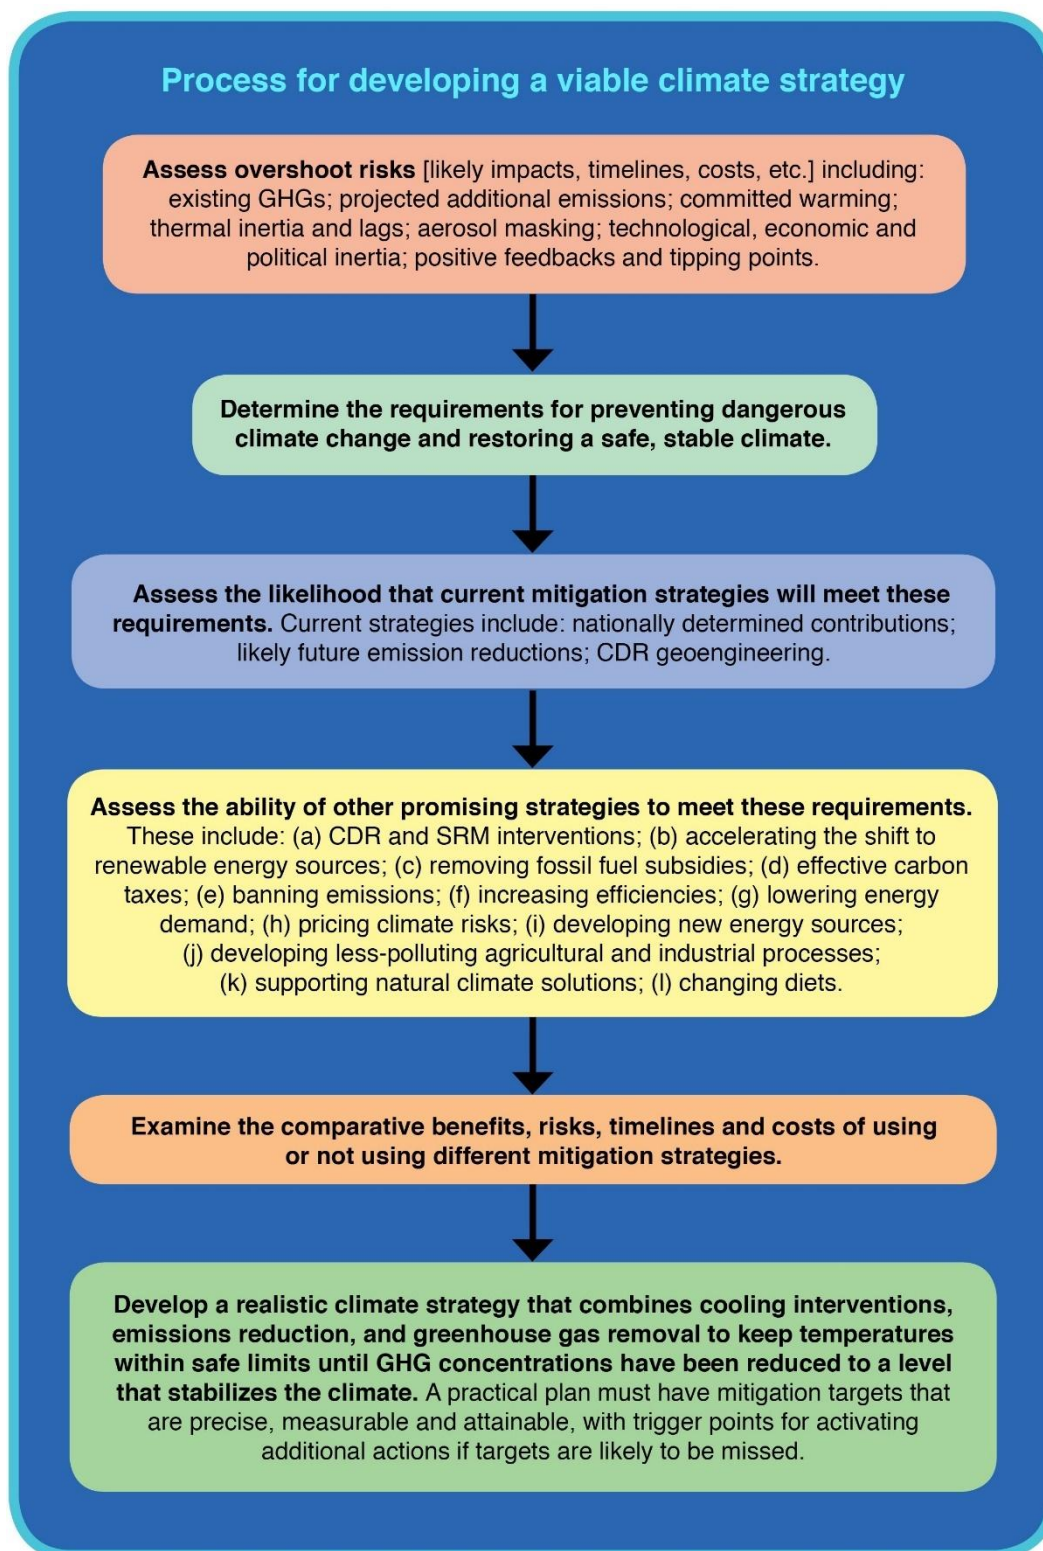 Process for developing a viable climate strategy
Assess overshoot risks [likely impacts, timelines, costs, etc.] including:
existing GHGs; projected additional emissions; committed warming;
thermal inertia and lags; aerosol masking; technological, economic and
political inertia; positive feedbacks and tipping points.
Determine the requirements for preventing dangerous
climate change and restoring a safe, stable climate.
Assess the likelihood that current mitigation strategies will meet these
requirements. Current strategies include: nationally determined contributions;
likely future emission reductions; CDR geoengineering.
Assess the ability of other promising strategies to meet these requirements.
These include: (a) CDR and SRM interventions; (b) accelerating the shift to
renewable energy sources; (c) removing fossil fuel subsidies; (d) effective carbon
taxes; (e) banning emissions; (f) increasing efficiencies; (g) lowering energy
demand; (h) pricing climate risks; (i) developing new energy sources;
(j) developing less-polluting agricultural and industrial processes;
(k) supporting natural climate solutions; (l) changing diets.
Examine the comparative benefits, risks, timelines and costs of using
or not using different mitigation strategies.
Develop a realistic climate strategy that combines cooling interventions,
emissions reduction, and greenhouse gas removal to keep temperatures
within safe limits until GHG concentrations have been reduced to a level
that stabilizes the climate. A practical plan must have mitigation targets that
are precise, measurable and attainable, with trigger points for activating
additional actions if targets are likely to be missed.